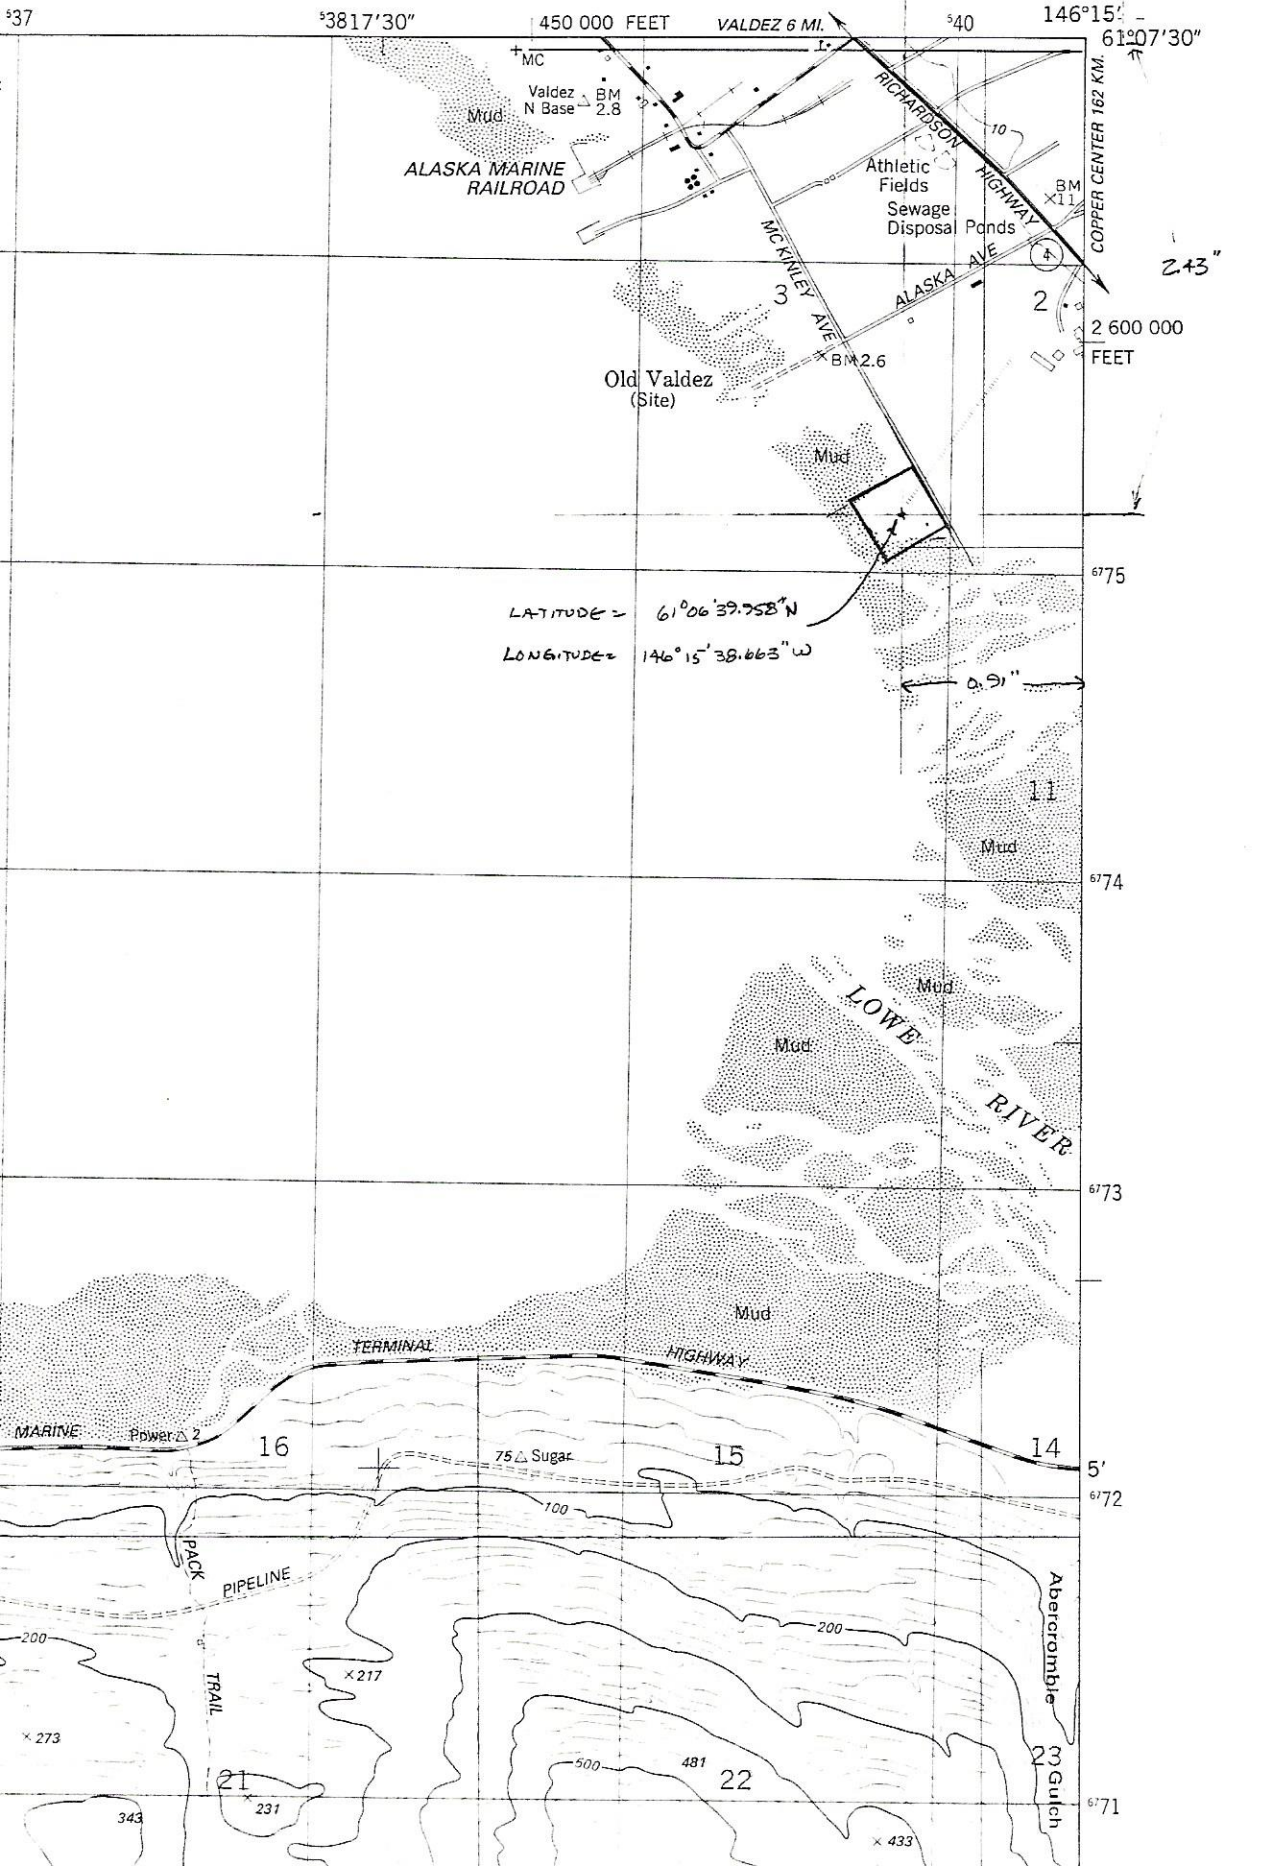 537
53817'30"
450 000 FEET
VALDEZ 6 MI.
540
146°15'
61°07'30"
MC
Valdez
N Base
BM
2.8
Mud
ALASKA MARINE
RAILROAD
RICHARDSON
HIGHWAY
10
COPPER CENTER 162 KM.
Athletic
Fields
BM
11
Sewage
Disposal Ponds
MC KINLEY AVE
ALASKA AVE
4
2.43"
3
2
2 600 000
FEET
BM 2.6
Old Valdez
(Site)
Mud
6775
LATITUDE = 61°06'39.958"N
LONGITUDE= 146°15'38.663"W
0.91"
11
Mud
6774
Mud
LOWE
RIVER
Mud
6773
Mud
TERMINAL
HIGHWAY
MARINE
Power 2
16
75 Sugar
15
14
5'
6772
100
PACK
PIPELINE
Abercrombie
200
200
217
TRAIL
273
481
23
Gulch
500
22
21
231
343
6771
433